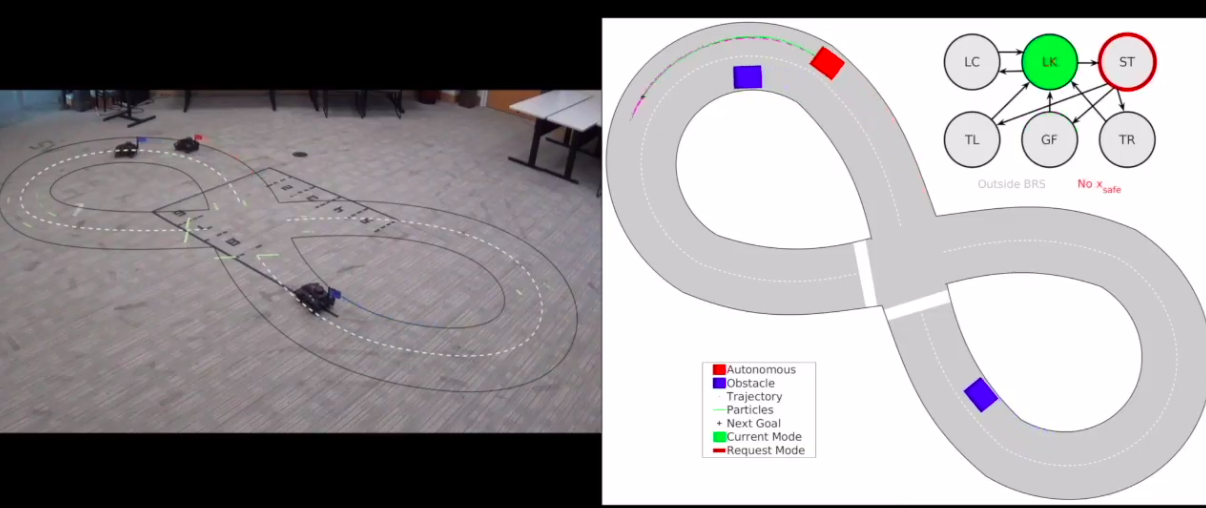 LC
LK
ST
TL
GF
TR
Outside BRS
No x_safe
Autonomous
Obstacle
Trajectory
Particles
Next Goal
Current Mode
Request Mode